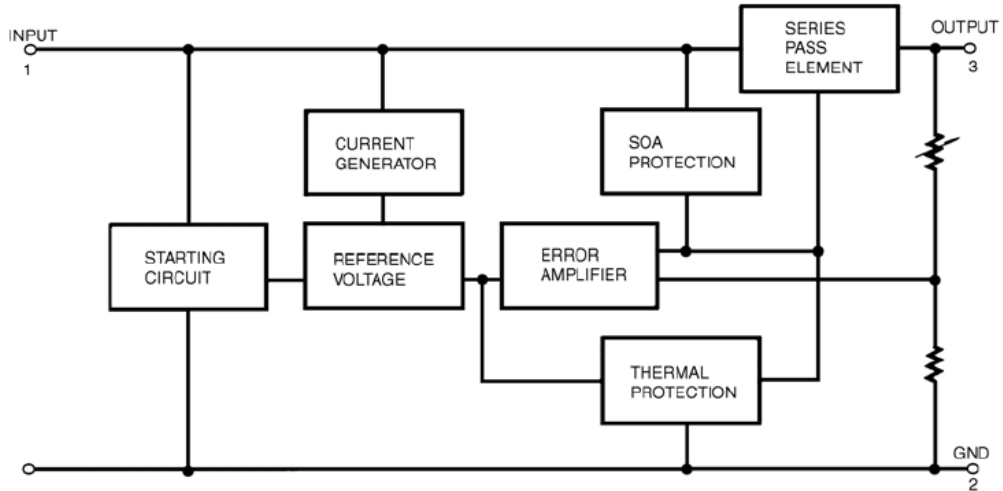 INPUT
1
SERIES
PASS
ELEMENT
OUTPUT
3
CURRENT
GENERATOR
SOA
PROTECTION
STARTING
CIRCUIT
REFERENCE
VOLTAGE
ERROR
AMPLIFIER
THERMAL
PROTECTION
GND
2